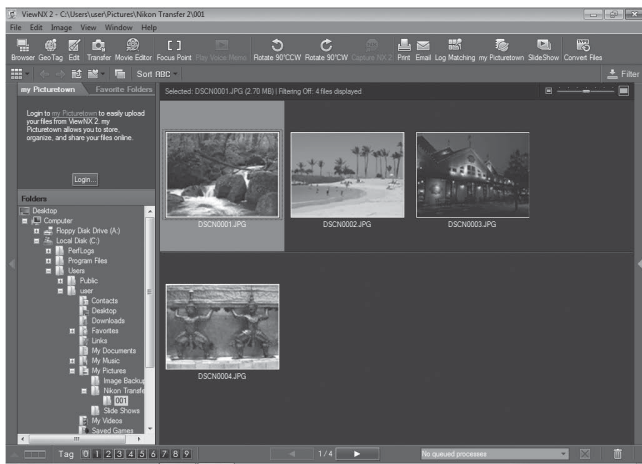 ViewNX 2 - C:\Users\user\Pictures\Nikon Transfer 2\001
File Edit Image View Window Help
Browser GeoTag Edit Transfer Movie Editor Focus Point Play Voice Memo Rotate 90°CCW Rotate 90°CW Capture NX 2 Print Email Log Matching my Picturetown SlideShow Convert Files
Sort ABC Filter
my Picturetown Favorite Folders
Selected: DSCN0001.JPG (2.70 MB) | Filtering Off: 4 files displayed
Login to my Picturetown to easily upload
your files from ViewNX 2. my
Picturetown allows you to store,
organize, and share your files online.
Login...
Folders
Desktop
Computer
Floppy Disk Drive (A:)
Local Disk (C:)
PerfLogs
Program Files
Users
Public
user
Contacts
Desktop
Downloads
Favorites
Links
My Documents
My Music
My Pictures
Image Backup
Nikon Transfe
001
Slide Shows
My Videos
Saved Games
DSCN0001.JPG
DSCN0002.JPG
DSCN0003.JPG
DSCN0004.JPG
Tag 0 1 2 3 4 5 6 7 8 9
1/4
No queued processes